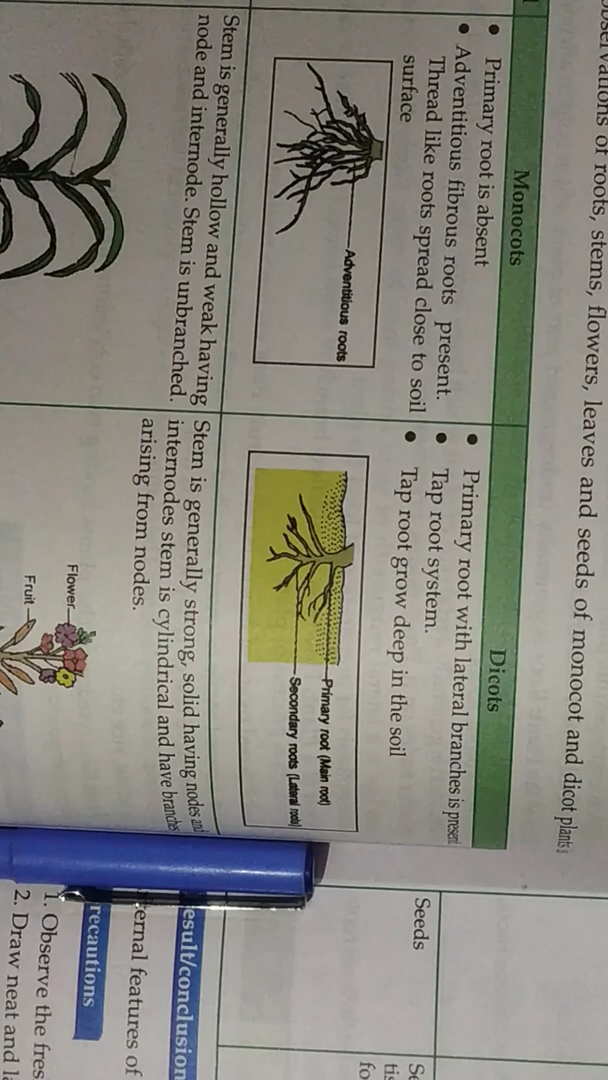 of roots, stems, flowers, leaves and seeds of monocot and dicot plants
Monocots
• Primary root is absent
• Adventitious fibrous roots present.
Thread like roots spread close to soil
surface
Adventitious roots
Stem is generally hollow and weak having
node and internode. Stem is unbranched.
Dicots
• Primary root with lateral branches is present
• Tap root system.
• Tap root grow deep in the soil
Primary root (Main root)
Secondary roots (Lateral roots)
Stem is generally strong, solid having nodes and
internodes stem is cylindrical and have branches
arising from nodes.
Flower
Fruit
Seeds
esult/conclusion
ernal features of
recautions
1. Observe the fres
2. Draw neat and la